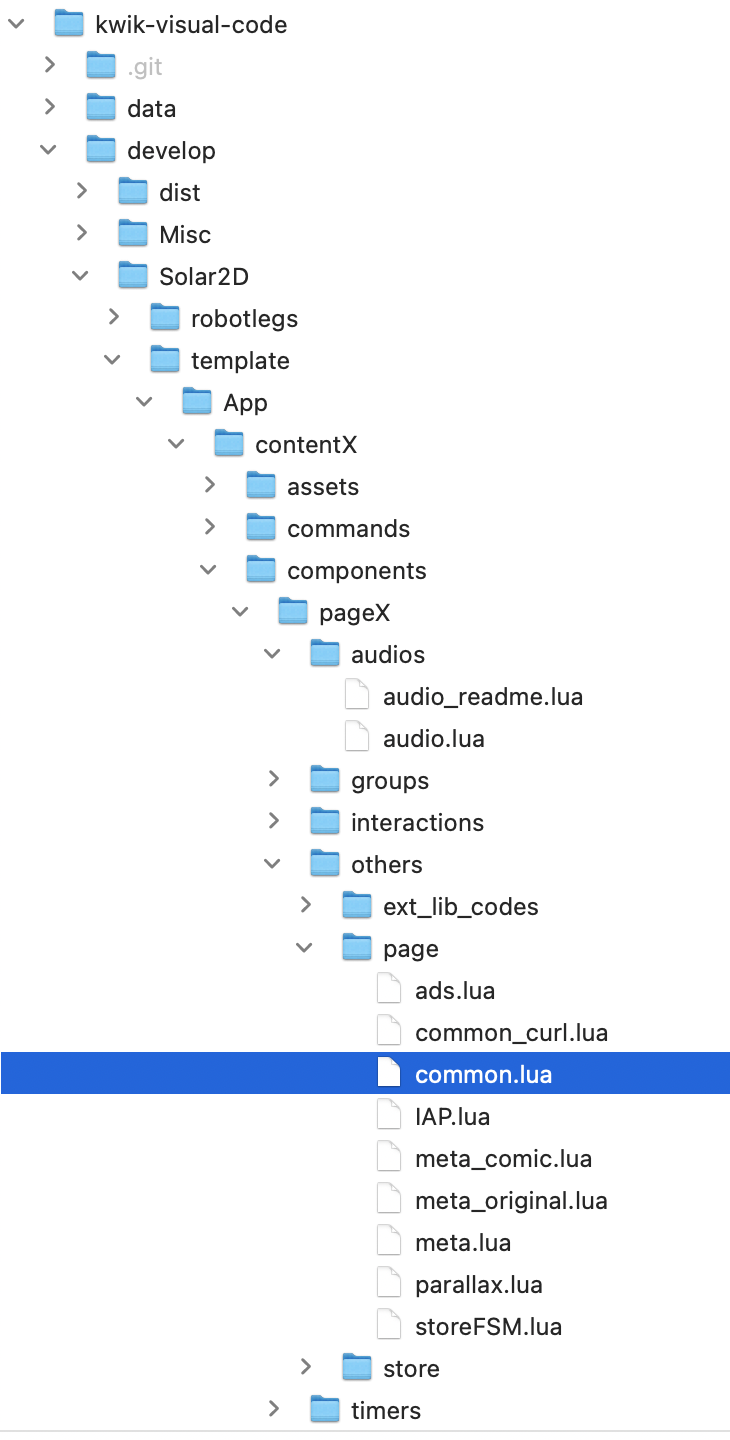 kwik-visual-code
.git
data
develop
dist
Misc
Solar2D
robotlegs
template
App
contentX
assets
commands
components
pageX
audios
audio_readme.lua
audio.lua
groups
interactions
others
ext_lib_codes
page
ads.lua
common_curl.lua
common.lua
IAP.lua
meta_comic.lua
meta_original.lua
meta.lua
parallax.lua
storeFSM.lua
store
timers